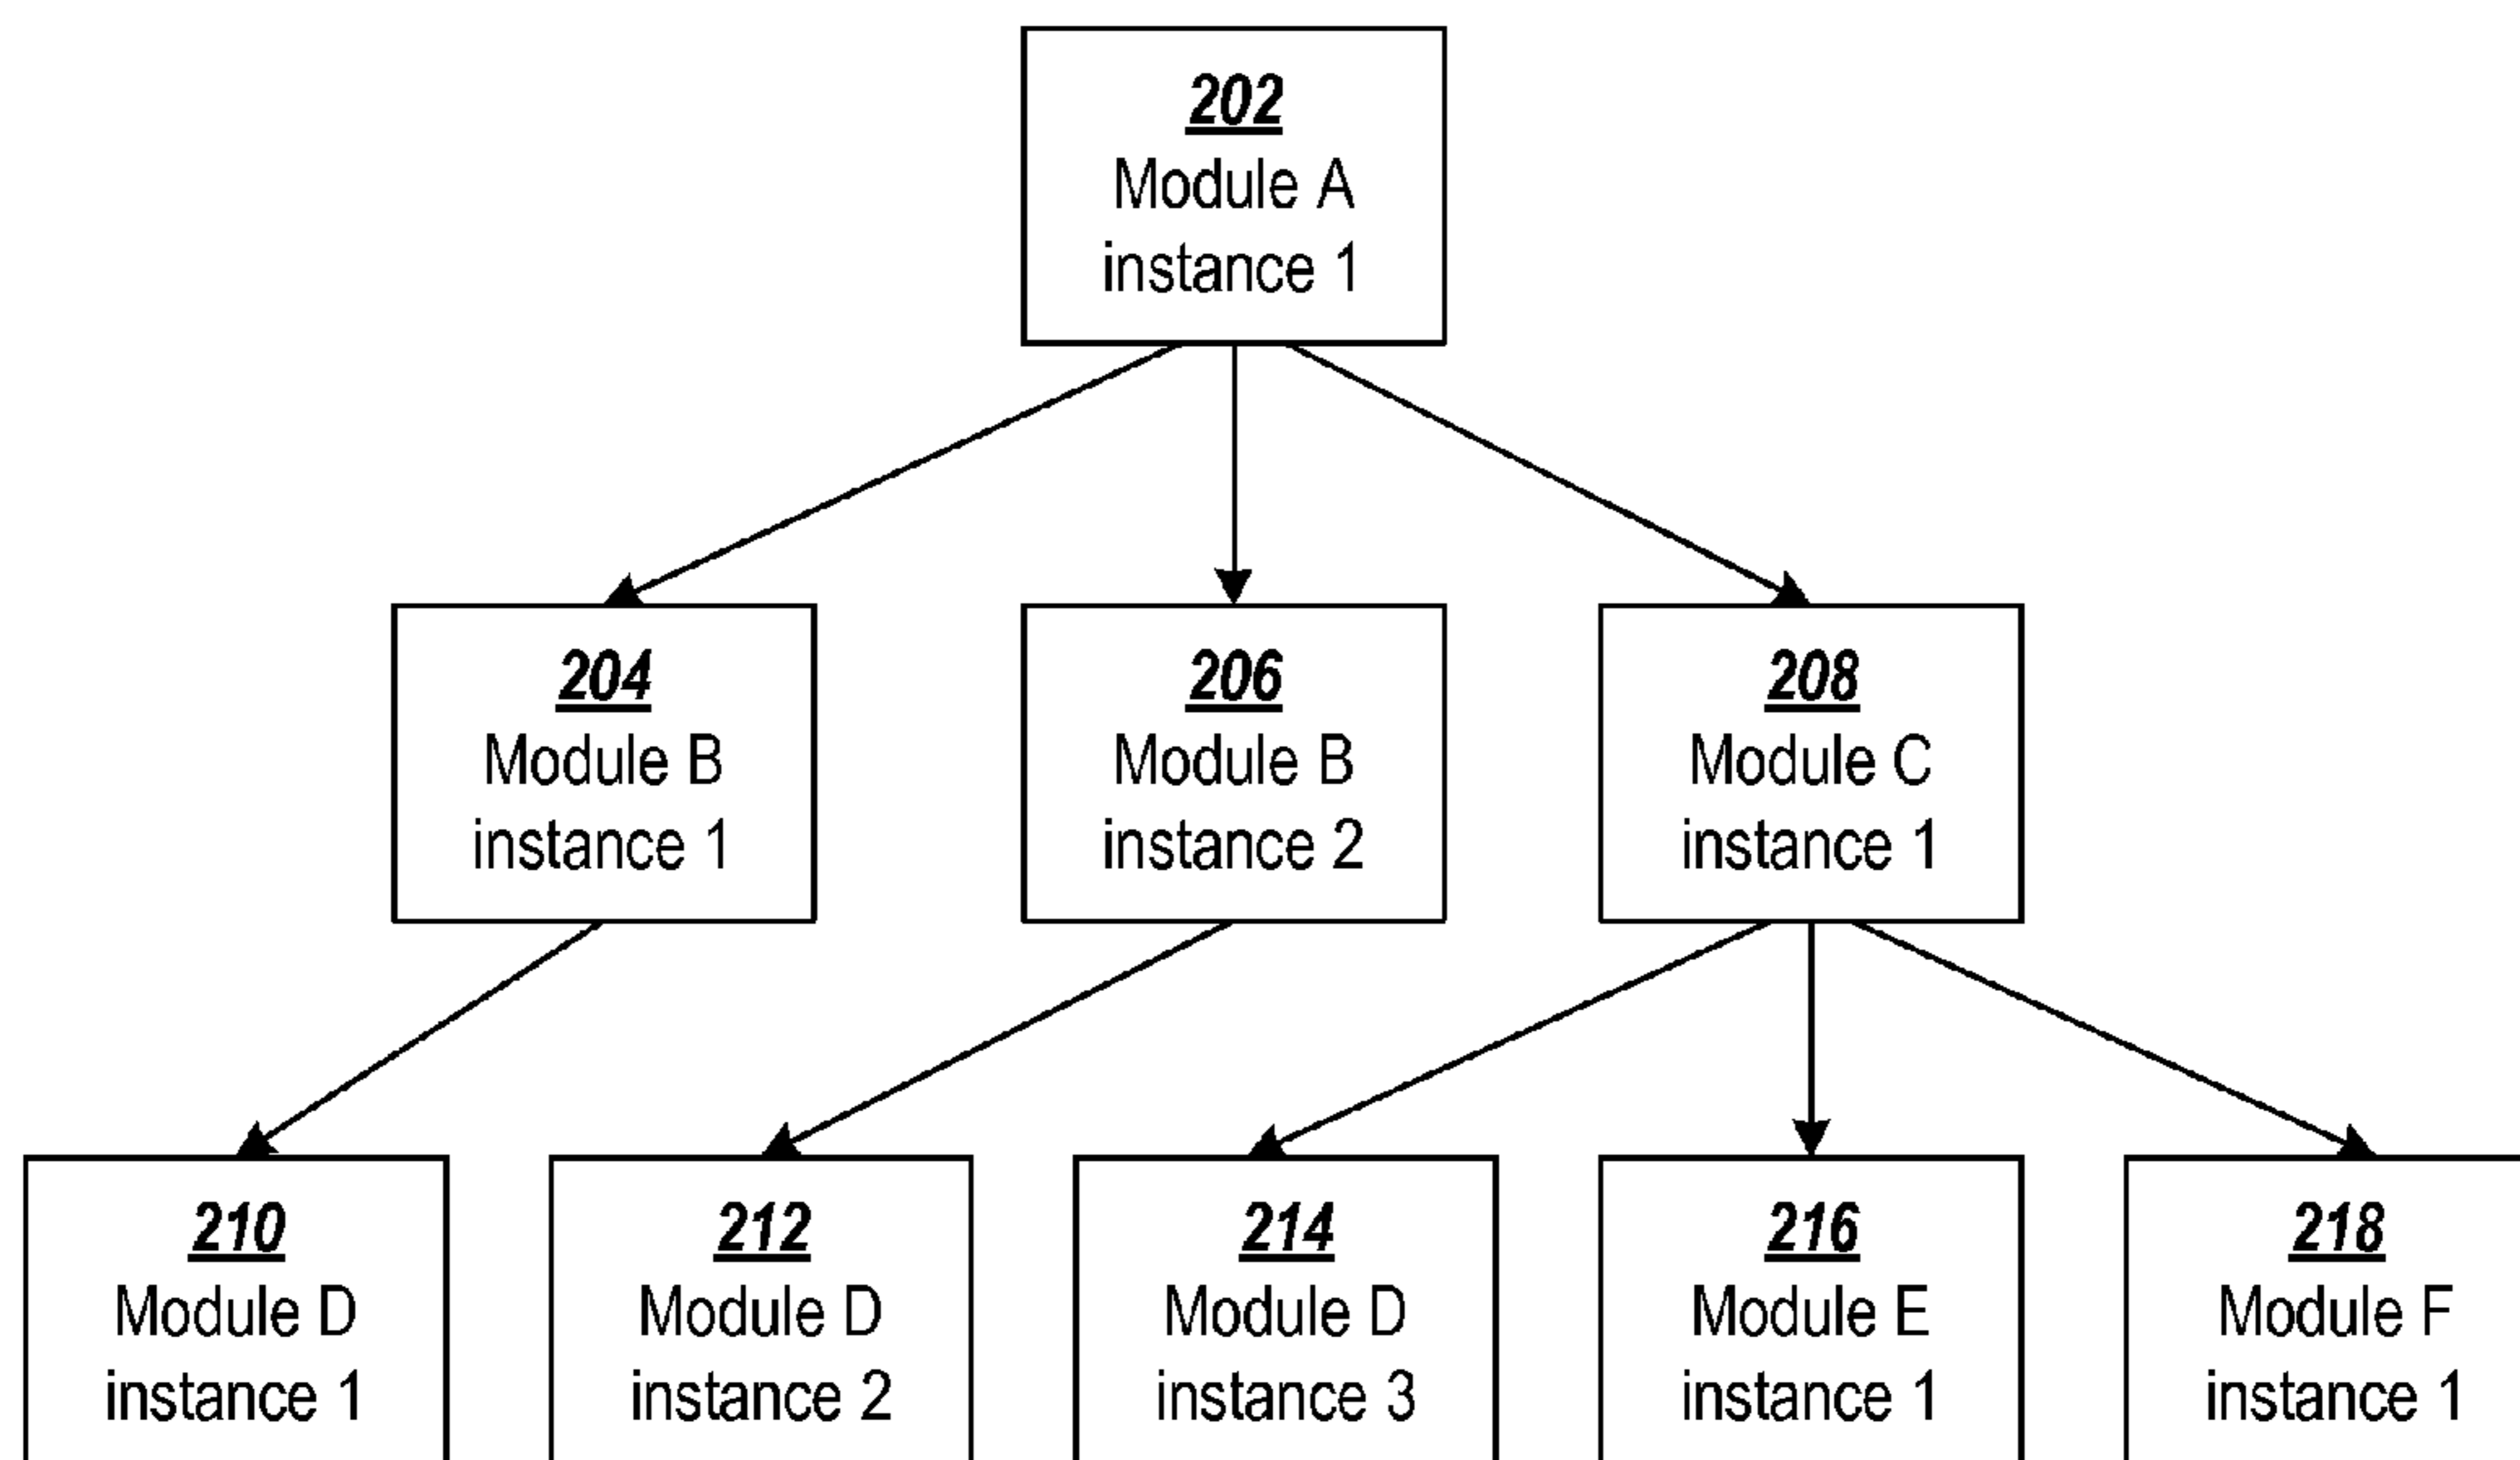 202
Module A
instance 1
204
Module B
instance 1
206
Module B
instance 2
208
Module C
instance 1
210
Module D
instance 1
212
Module D
instance 2
214
Module D
instance 3
216
Module E
instance 1
218
Module F
instance 1